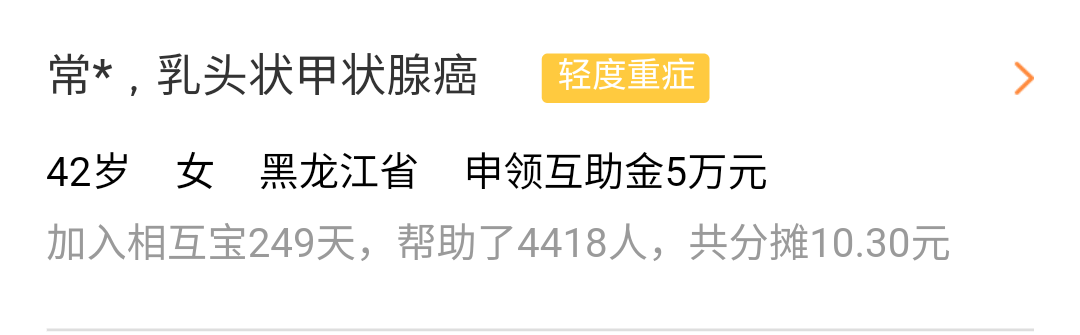 常*，乳头状甲状腺癌 轻度重症
42岁 女 黑龙江省 申领互助金5万元
加入相互宝249天，帮助了4418人，共分摊10.30元